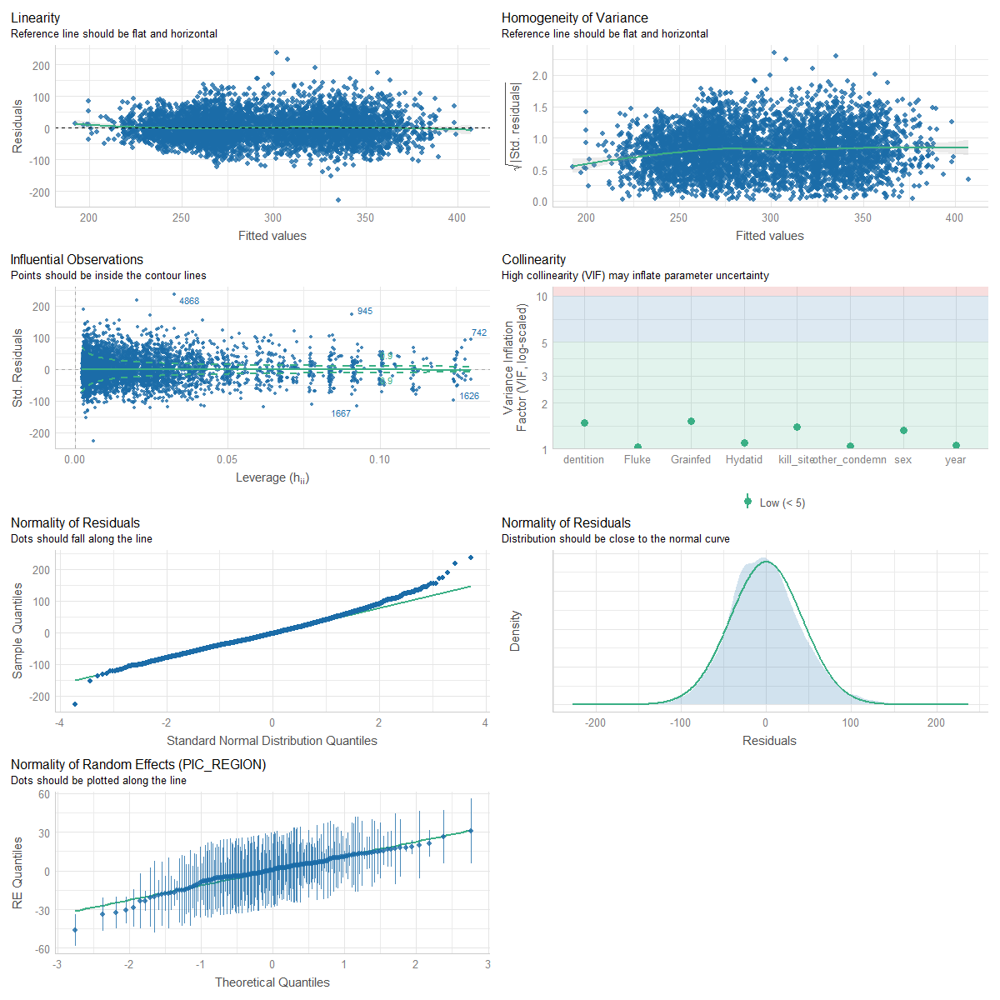 Linearity
Reference line should be flat and horizontal
Residuals
200
100
0
-100
-200
200
250
300
350
400
Fitted values
Homogeneity of Variance
Reference line should be flat and horizontal
√|Std. residuals|
2.0
1.5
1.0
0.5
0.0
200
250
300
350
400
Fitted values
Influential Observations
Points should be inside the contour lines
Std. Residuals
200
100
0
-100
-200
4868
945
742
1667
1626
0.00
0.05
0.10
Leverage (hii)
Collinearity
High collinearity (VIF) may inflate parameter uncertainty
Variance Inflation
Factor (VIF, log-scaled)
10
5
3
2
1
dentition
Fluke
Grainfed
Hydatid
kill_site
other_condemn
sex
year
Low (< 5)
Normality of Residuals
Dots should fall along the line
Sample Quantiles
200
100
0
-100
-200
-4
-2
0
2
4
Standard Normal Distribution Quantiles
Normality of Residuals
Distribution should be close to the normal curve
Density
-200
-100
0
100
200
Residuals
Normality of Random Effects (PIC_REGION)
Dots should be plotted along the line
RE Quantiles
60
30
0
-30
-60
-3
-2
-1
0
1
2
3
Theoretical Quantiles